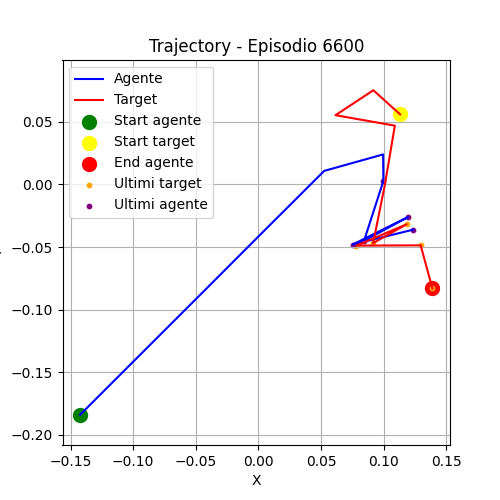 Trajectory - Episodio 6600
Agente
Target
Start agente
Start target
End agente
Ultimi target
Ultimi agente
0.05
0.00
−0.05
−0.10
−0.15
−0.20
−0.15
−0.10
−0.05
0.00
0.05
0.10
0.15
X